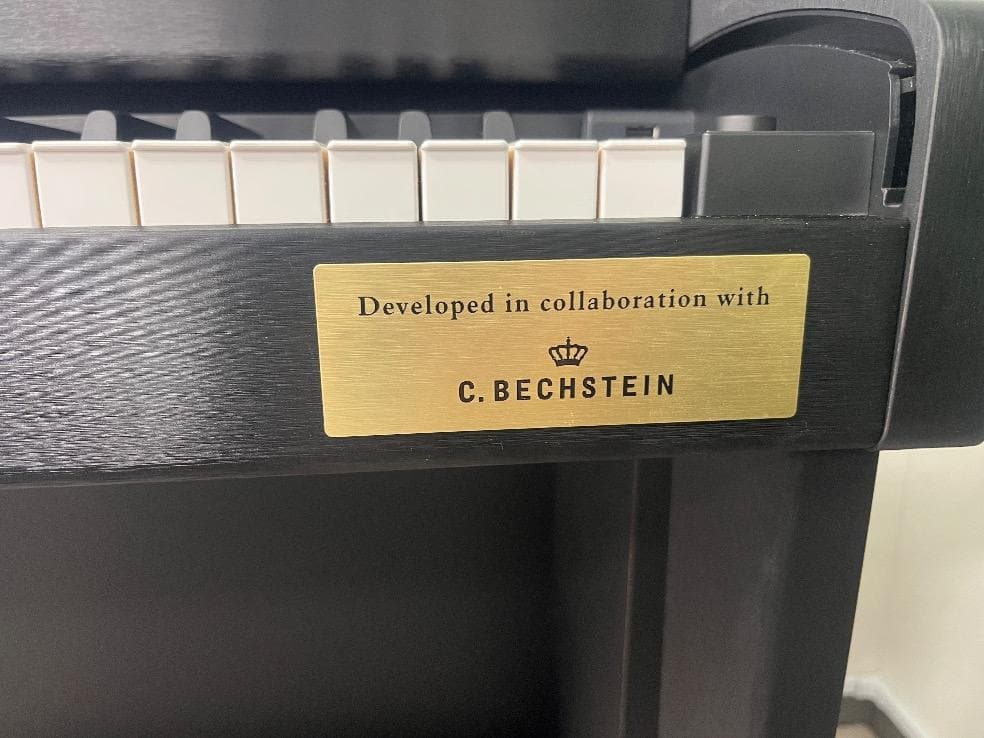 Developed in collaboration with
C. BECHSTEIN